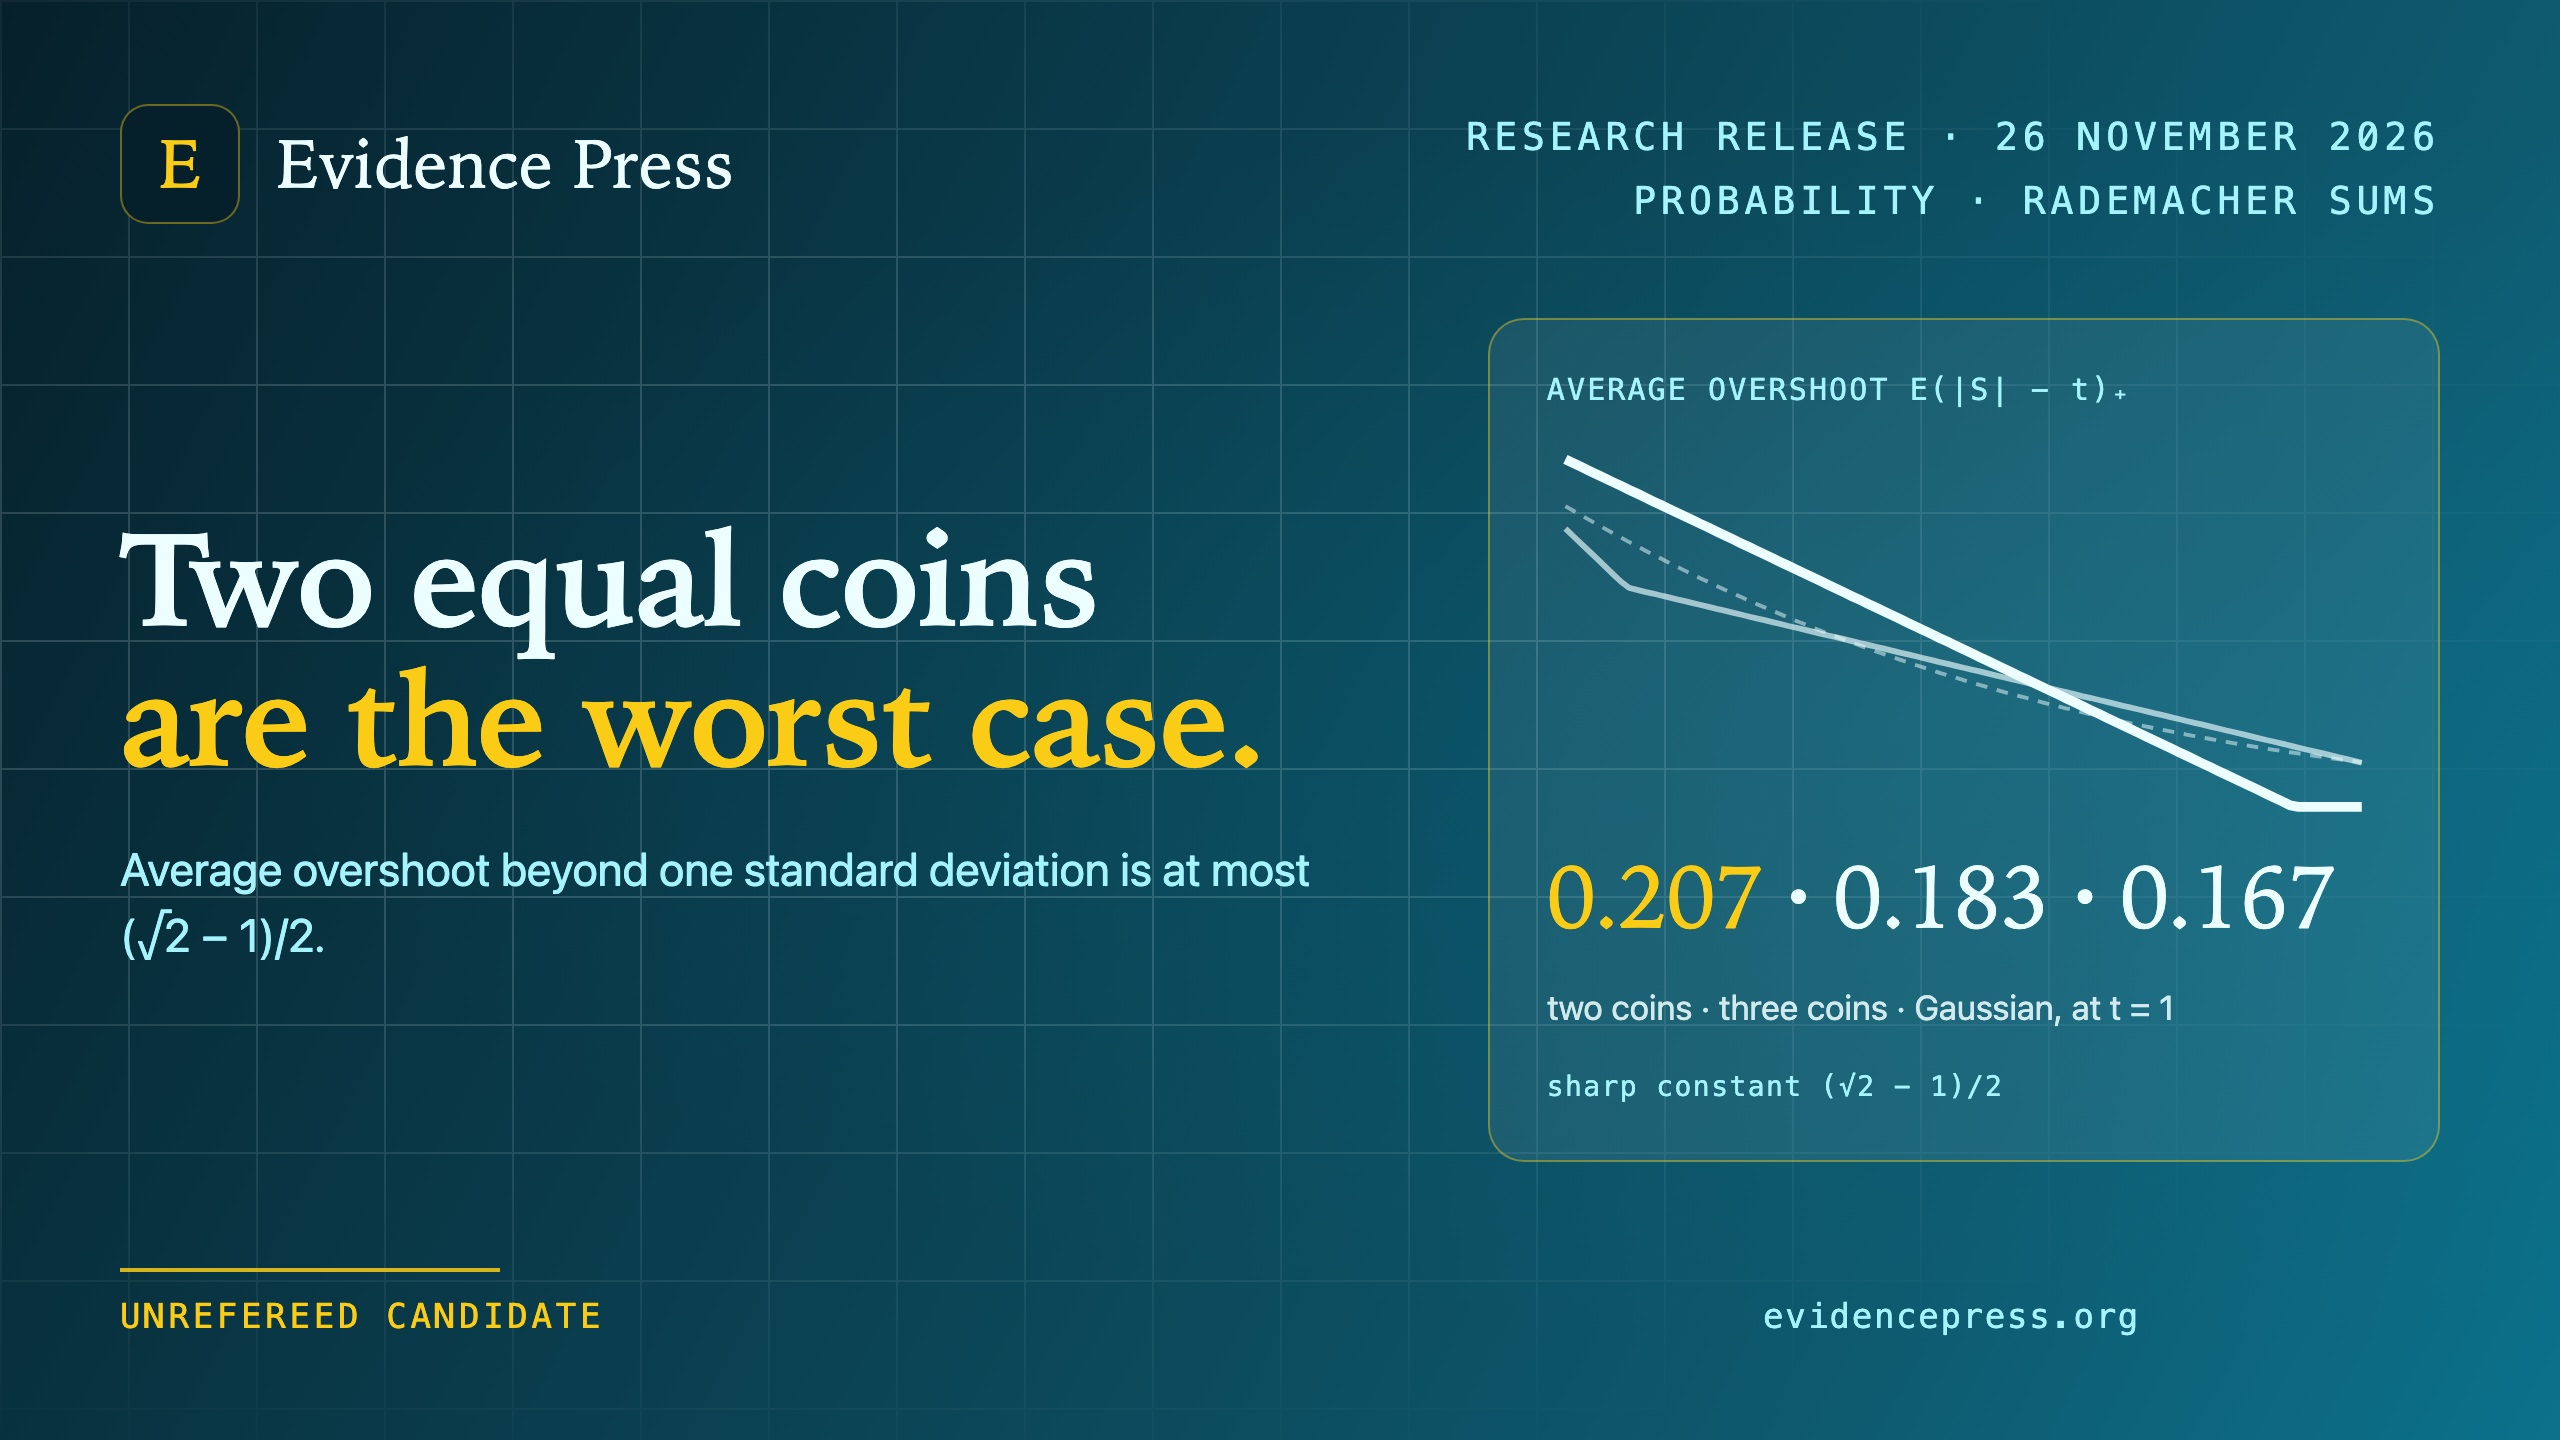 E
Evidence Press
RESEARCH RELEASE · 26 NOVEMBER 2026
PROBABILITY · RADEMACHER SUMS
Two equal coins
are the worst case.
Average overshoot beyond one standard deviation is at most
(√2 − 1)/2.
AVERAGE OVERSHOOT E(|S| − t)₊
0.207 · 0.183 · 0.167
two coins · three coins · Gaussian, at t = 1
sharp constant (√2 − 1)/2
UNREFEREED CANDIDATE
evidencepress.org